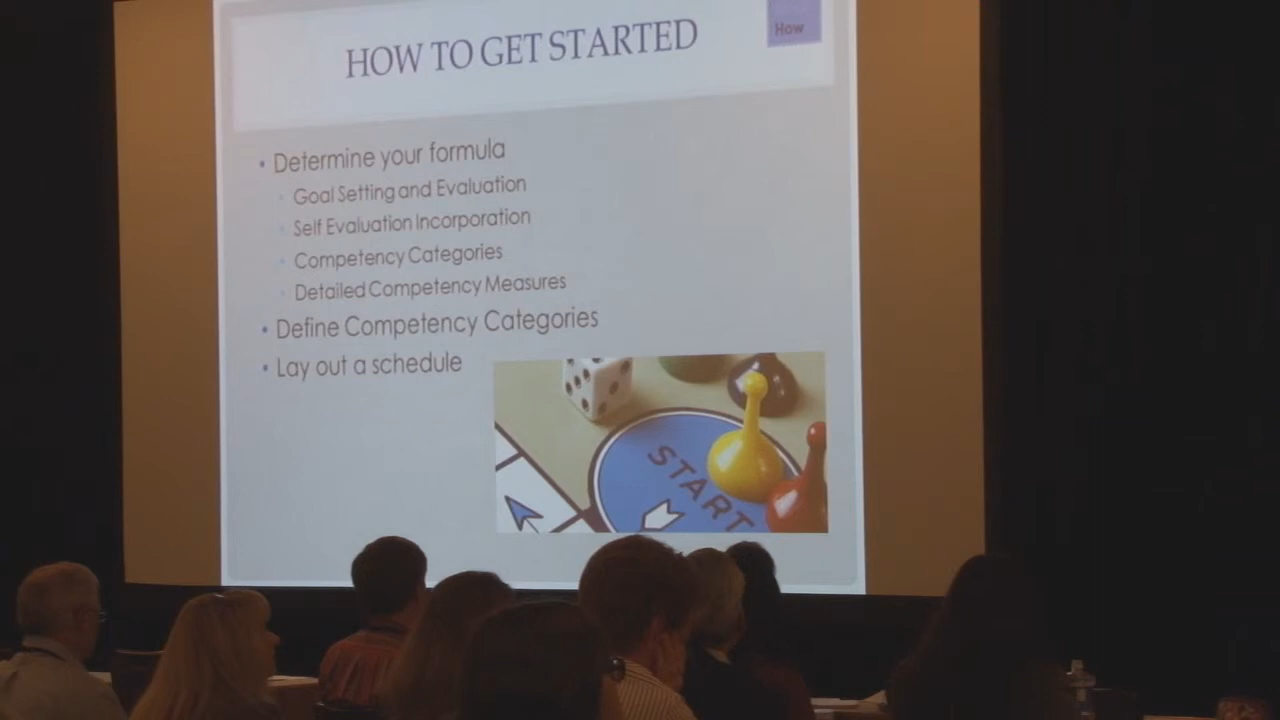 HOW TO GET STARTED
How
• Determine your formula
Goal Setting and Evaluation
Self Evaluation Incorporation
Competency Categories
Detailed Competency Measures
• Define Competency Categories
• Lay out a schedule
START